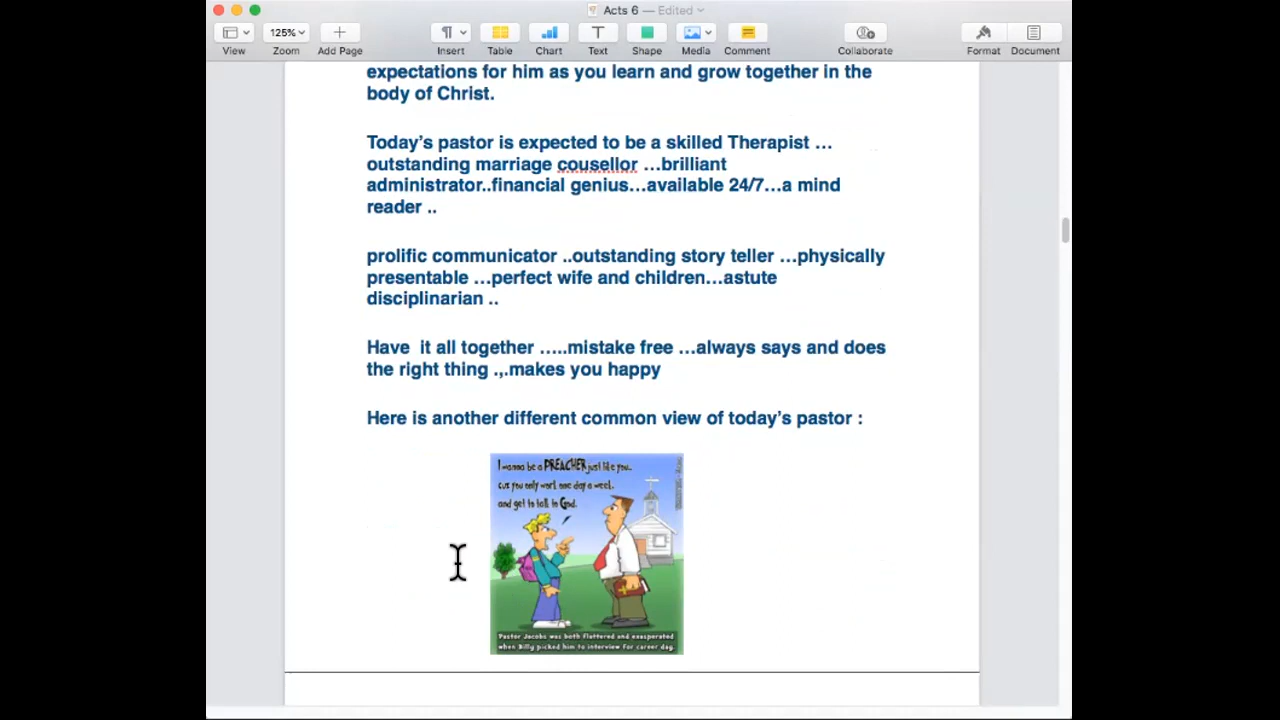 Acts 6 — Edited
View
125%
Zoom
Add Page
Insert
Table
Chart
Text
Shape
Media
Comment
Collaborate
Format
Document
expectations for him as you learn and grow together in the
body of Christ.
Today’s pastor is expected to be a skilled Therapist …
outstanding marriage cousellor …brilliant
administrator..financial genius…available 24/7…a mind
reader ..
prolific communicator ..outstanding story teller …physically
presentable …perfect wife and children…astute
disciplinarian ..
Have  it all together …..mistake free …always says and does
the right thing .,.makes you happy
Here is another different common view of today’s pastor :
I wanna be a PREACHER just like you..
cuz you only work one day a week.
and get to talk to God.
Pastor Jacobs was both flattered and exasperated
when Billy picked him to interview for career day.